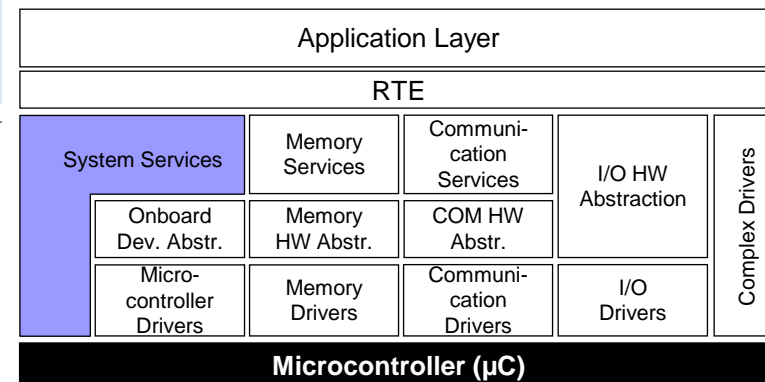 Application Layer
RTE
System Services
Memory
Services
Communi-
cation
Services
I/O HW
Abstraction
Complex Drivers
Onboard
Dev. Abstr.
Memory
HW Abstr.
COM HW
Abstr.
Micro-
controller
Drivers
Memory
Drivers
Communi-
cation
Drivers
I/O
Drivers
Microcontroller (µC)